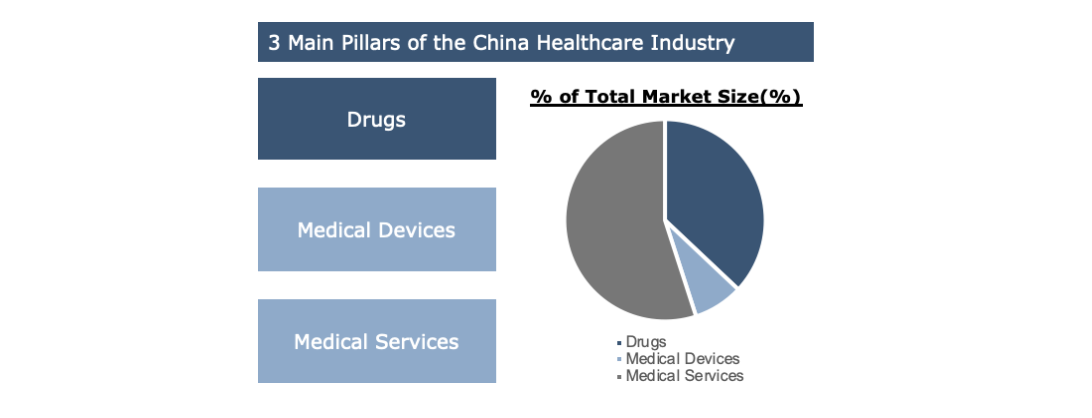 3 Main Pillars of the China Healthcare Industry
Drugs
Medical Devices
Medical Services
% of Total Market Size(%)
Drugs
Medical Devices
Medical Services